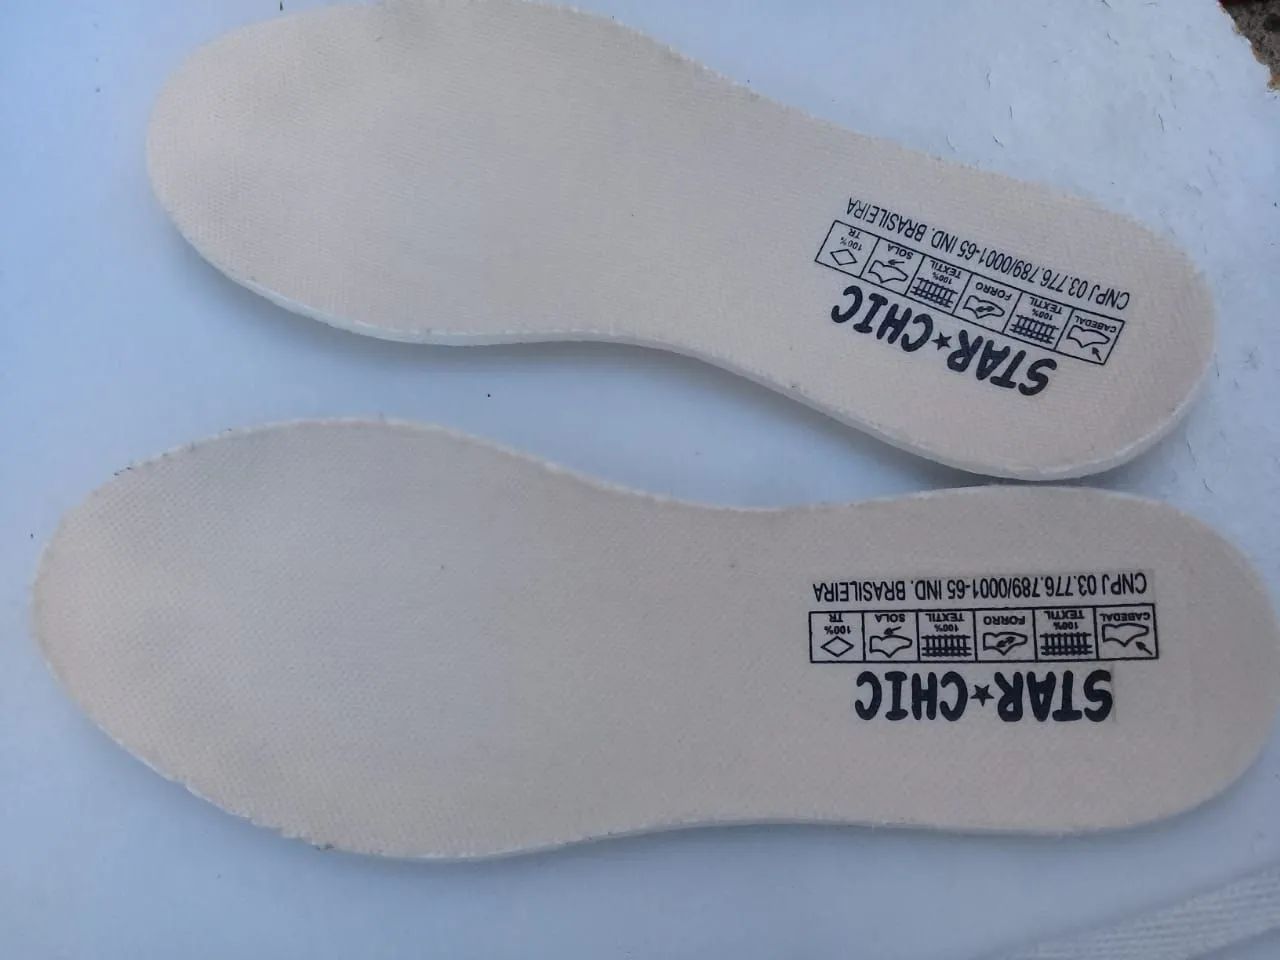 STAR★CHIC
CABEDAL 100% TEXTIL FORRO 100% TEXTIL SOLA 100% TR
CNPJ 03.776.789/0001-65 IND. BRASILEIRA
STAR★CHIC
CABEDAL 100% TEXTIL FORRO 100% TEXTIL SOLA 100% TR
CNPJ 03.776.789/0001-65 IND. BRASILEIRA